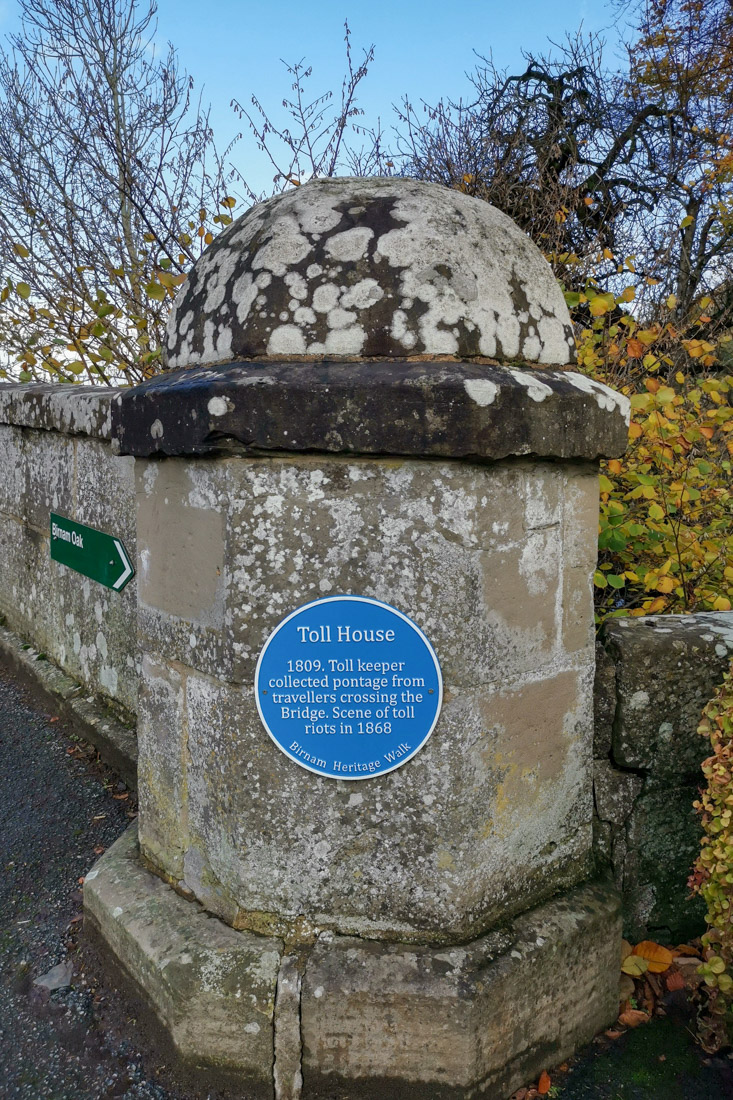 Birnam Oak
Toll House
1809. Toll keeper
collected pontage from
travellers crossing the
Bridge. Scene of toll
riots in 1868
Birnam Heritage Walk